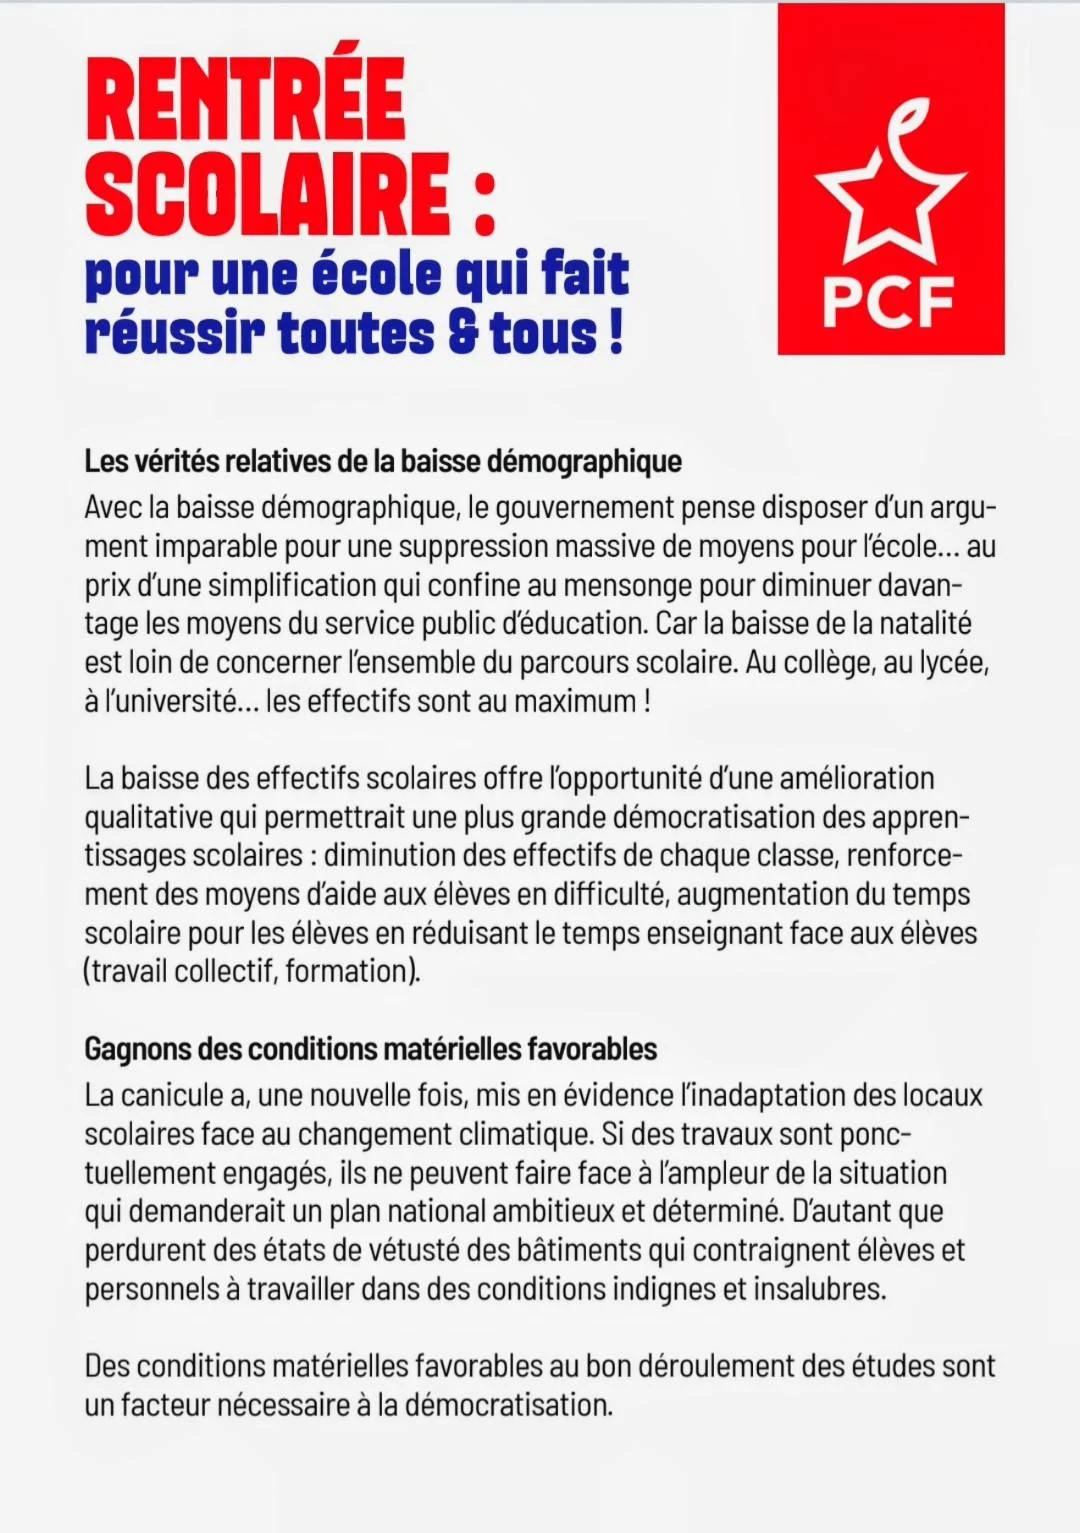 RENTRÉE
SCOLAIRE :
pour une école qui fait
réussir toutes & tous !
PCF
Les vérités relatives de la baisse démographique
Avec la baisse démographique, le gouvernement pense disposer d’un argu-
ment imparable pour une suppression massive de moyens pour l’école... au
prix d’une simplification qui confine au mensonge pour diminuer davan-
tage les moyens du service public d’éducation. Car la baisse de la natalité
est loin de concerner l’ensemble du parcours scolaire. Au collège, au lycée,
à l’université... les effectifs sont au maximum !
La baisse des effectifs scolaires offre l’opportunité d’une amélioration
qualitative qui permettrait une plus grande démocratisation des appren-
tissages scolaires : diminution des effectifs de chaque classe, renforce-
ment des moyens d’aide aux élèves en difficulté, augmentation du temps
scolaire pour les élèves en réduisant le temps enseignant face aux élèves
(travail collectif, formation).
Gagnons des conditions matérielles favorables
La canicule a, une nouvelle fois, mis en évidence l’inadaptation des locaux
scolaires face au changement climatique. Si des travaux sont ponc-
tuellement engagés, ils ne peuvent faire face à l’ampleur de la situation
qui demanderait un plan national ambitieux et déterminé. D’autant que
perdurent des états de vétusté des bâtiments qui contraignent élèves et
personnels à travailler dans des conditions indignes et insalubres.
Des conditions matérielles favorables au bon déroulement des études sont
un facteur nécessaire à la démocratisation.